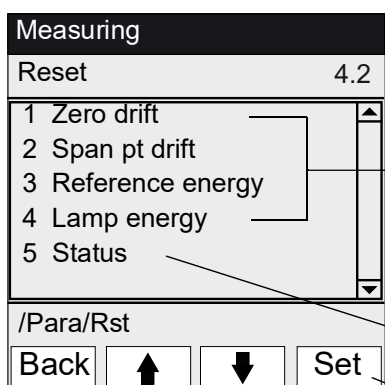 Measuring
Reset 4.2
1 Zero drift
2 Span pt drift
3 Reference energy
4 Lamp energy
5 Status
/Para/Rst
Back Set